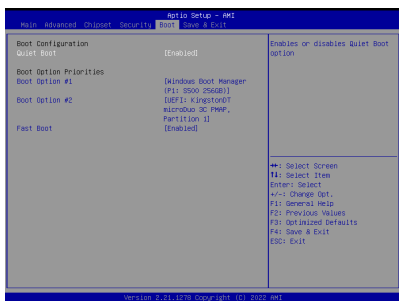 Aptio Setup - AMI
Main Advanced Chipset Security Boot Save & Exit
Boot Configuration
Quiet Boot [Enabled]
Boot Option Priorities
Boot Option #1 [Windows Boot Manager
(P1: S500 256GB)]
Boot Option #2 [UEFI: KingstonDT
microDuo 3C PMAP,
Partition 1]
Fast Boot [Enabled]
Enables or disables Quiet Boot
option
→←: Select Screen
↑↓: Select Item
Enter: Select
+/-: Change Opt.
F1: General Help
F2: Previous Values
F3: Optimized Defaults
F4: Save & Exit
ESC: Exit
Version 2.21.1278 Copyright (C) 2022 AMI